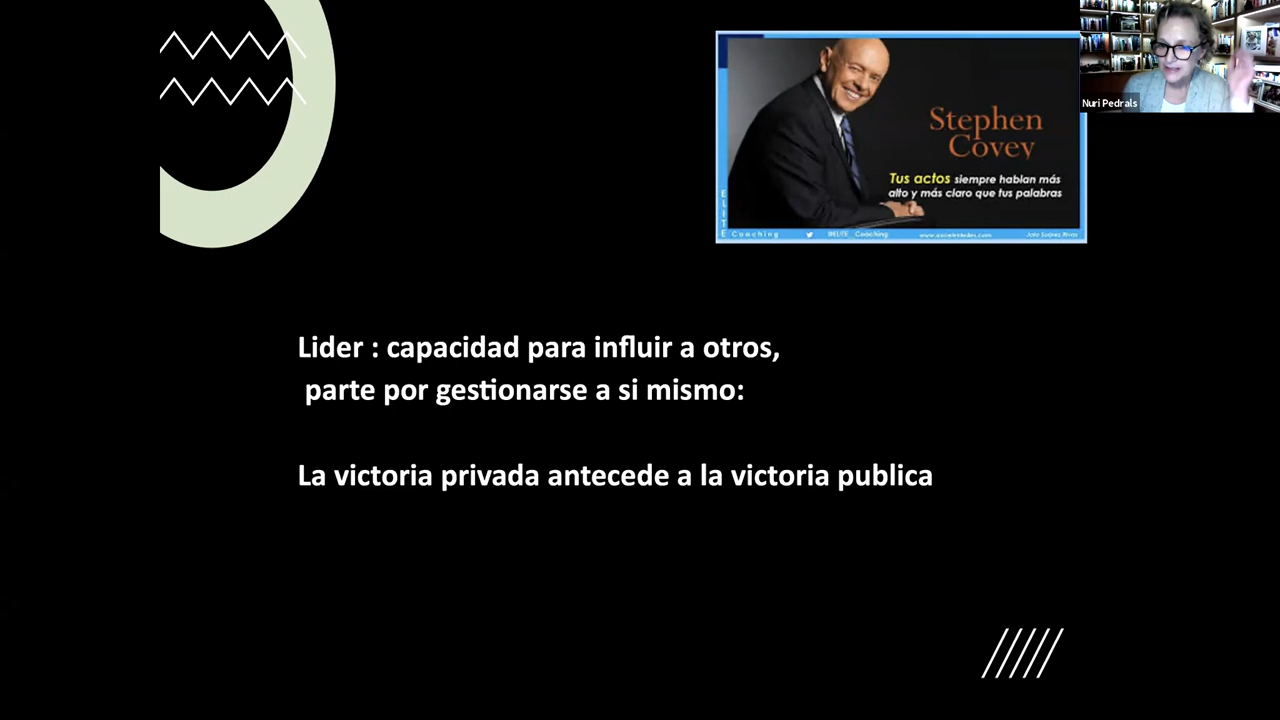 Stephen
Covey
Tus actos siempre hablan más
alto y más claro que tus palabras
ELITE Coaching
Nuri Pedrals
Lider : capacidad para influir a otros,
parte por gestionarse a si mismo:
La victoria privada antecede a la victoria publica